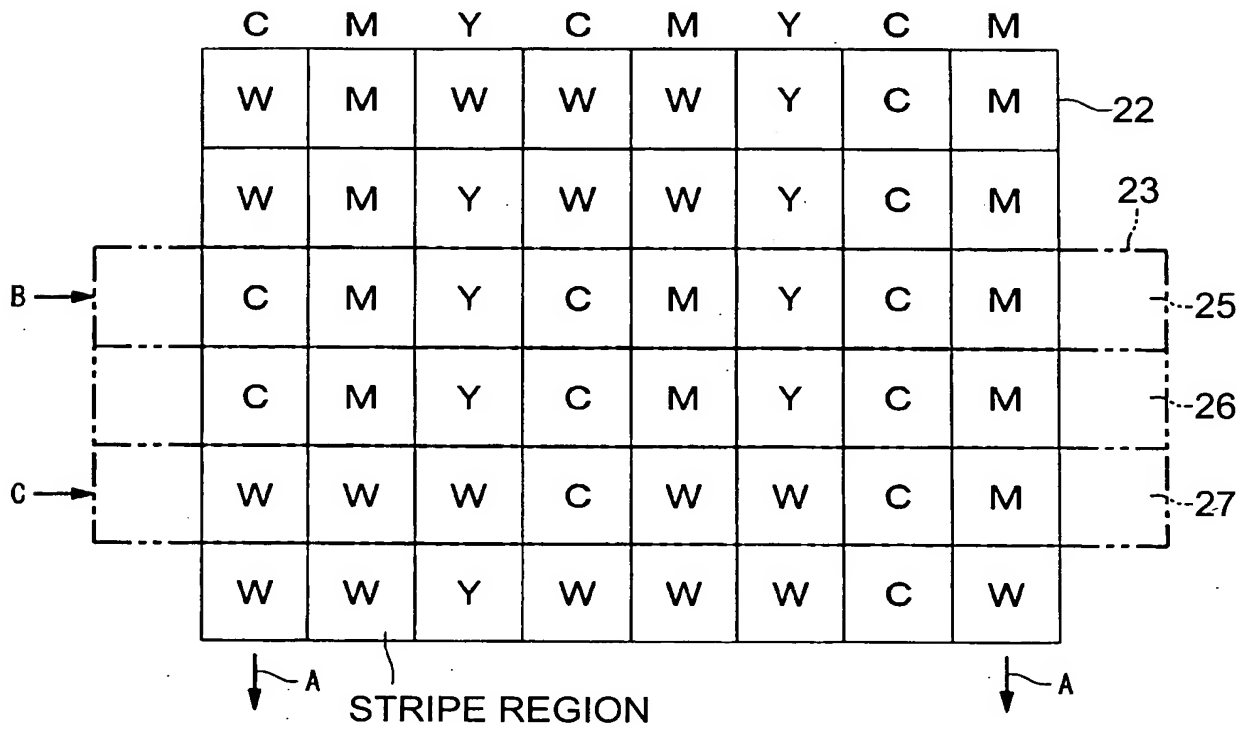 C M Y C M Y C M
W M W W W Y C M
22
W M Y W W Y C M
23
B
C M Y C M Y C M
25
C M Y C M Y C M
26
C
W W W C W W C M
27
W W Y W W W C W
A
A
STRIPE REGION